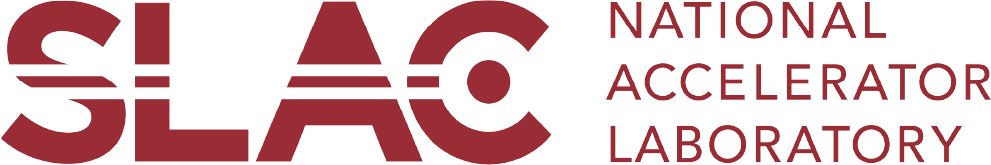 SLAC
NATIONAL
ACCELERATOR
LABORATORY